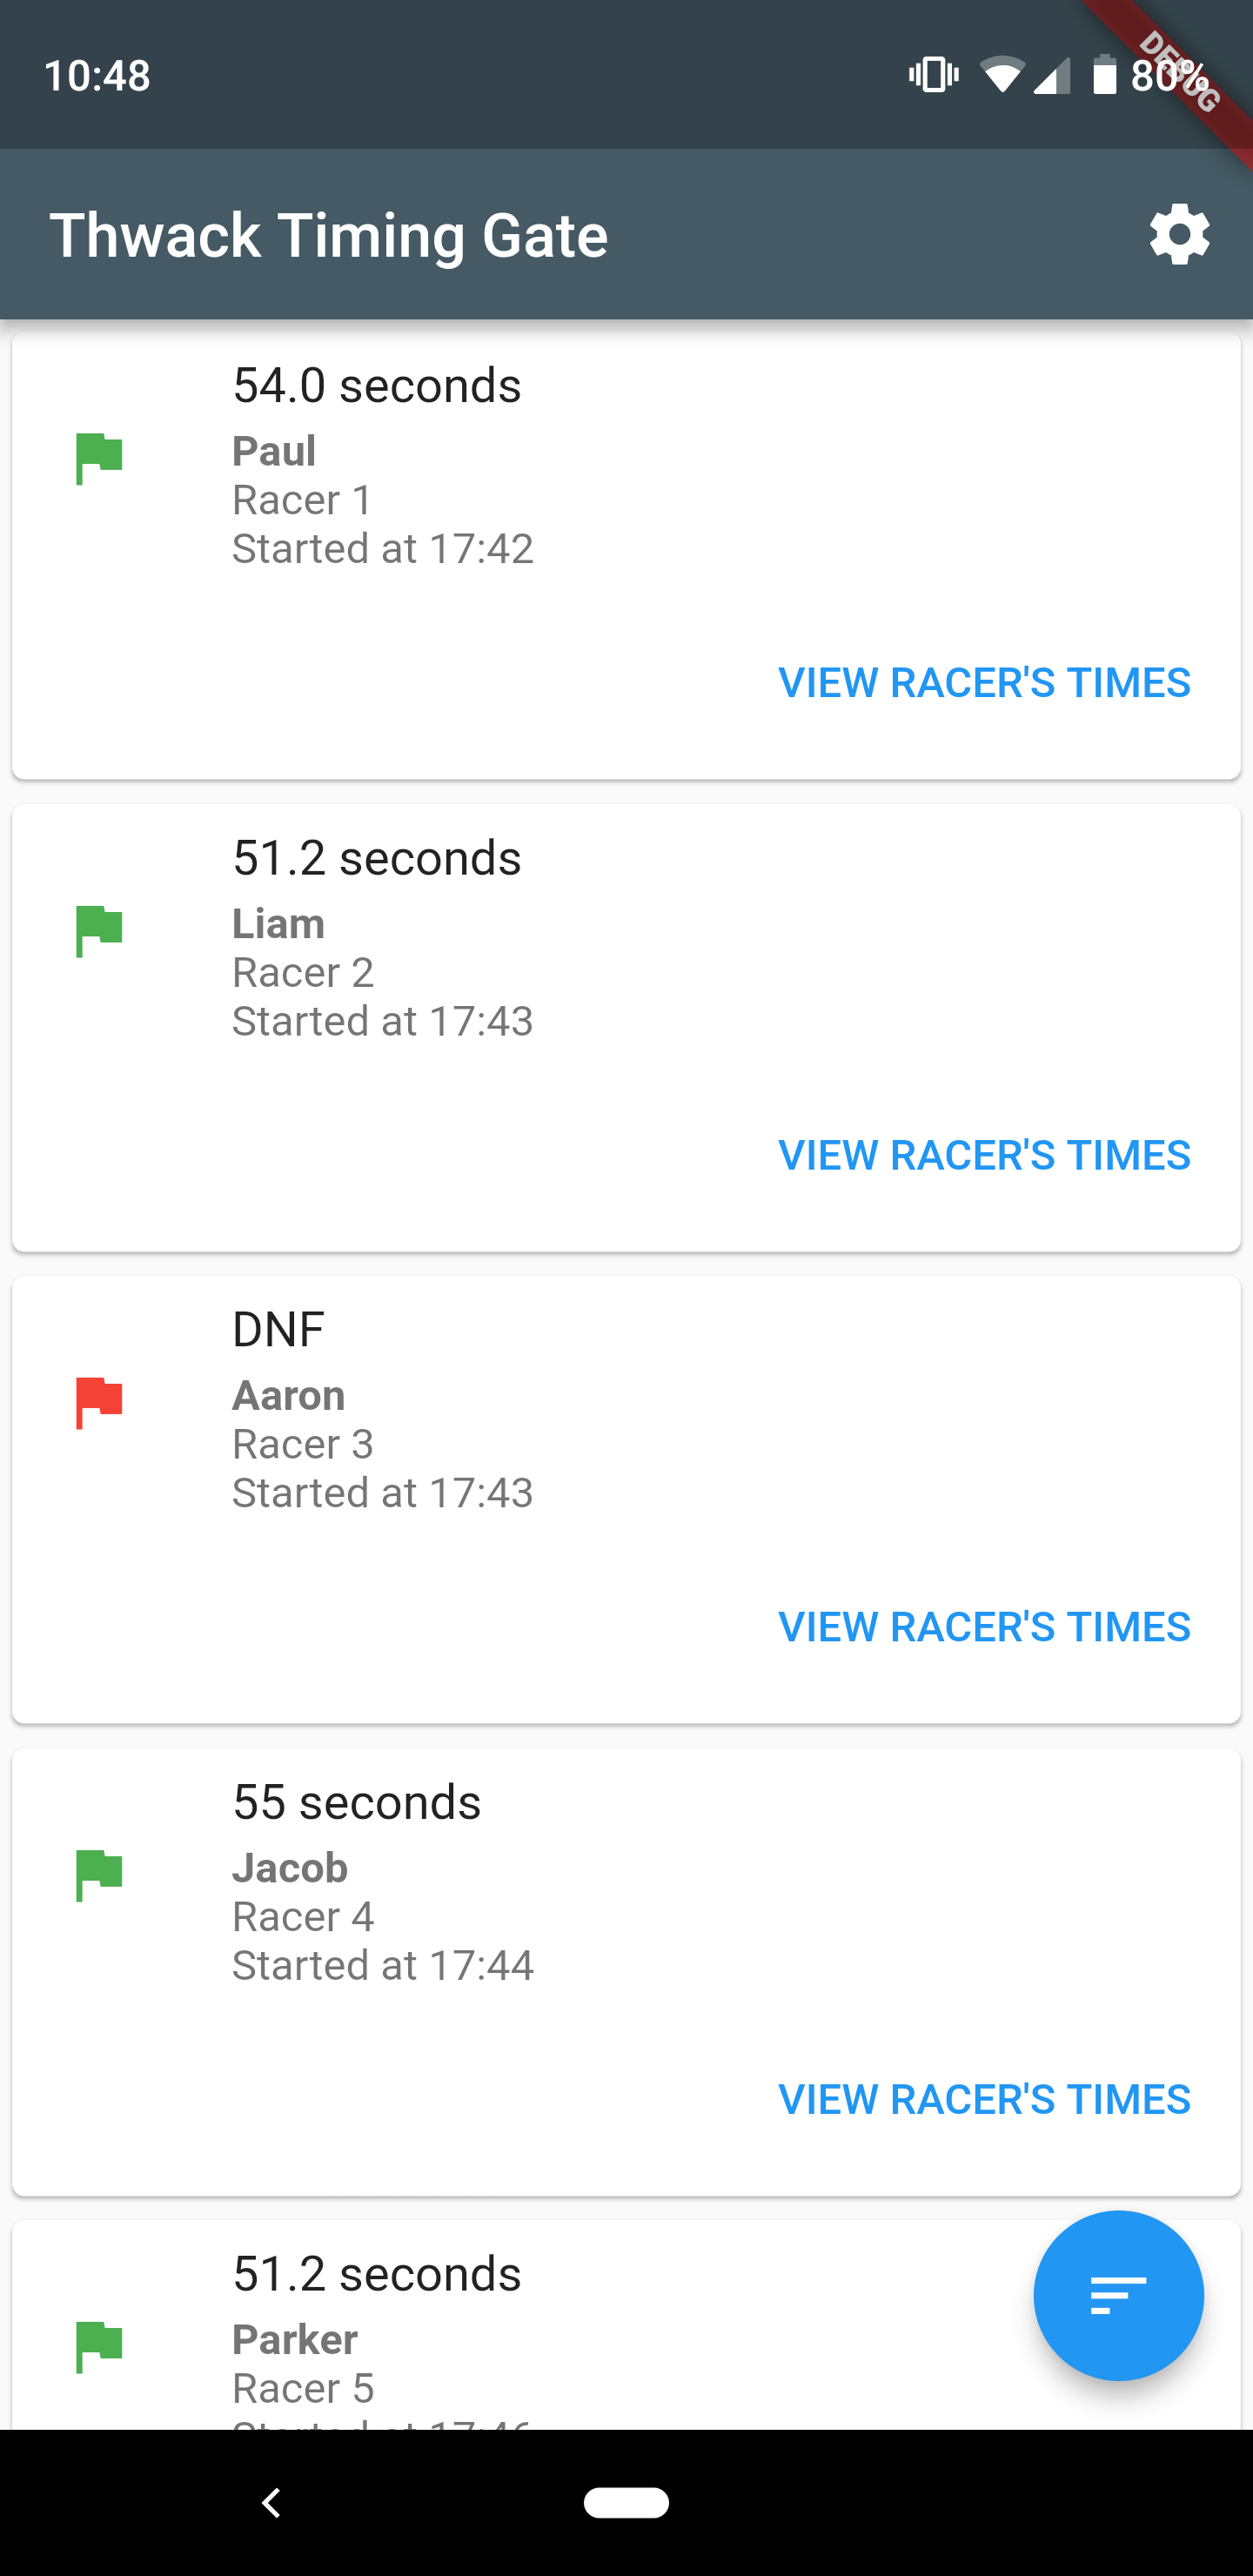 10:48
80%
DEBUG
Thwack Timing Gate
54.0 seconds
Paul
Racer 1
Started at 17:42
VIEW RACER'S TIMES
51.2 seconds
Liam
Racer 2
Started at 17:43
VIEW RACER'S TIMES
DNF
Aaron
Racer 3
Started at 17:43
VIEW RACER'S TIMES
55 seconds
Jacob
Racer 4
Started at 17:44
VIEW RACER'S TIMES
51.2 seconds
Parker
Racer 5
Started at